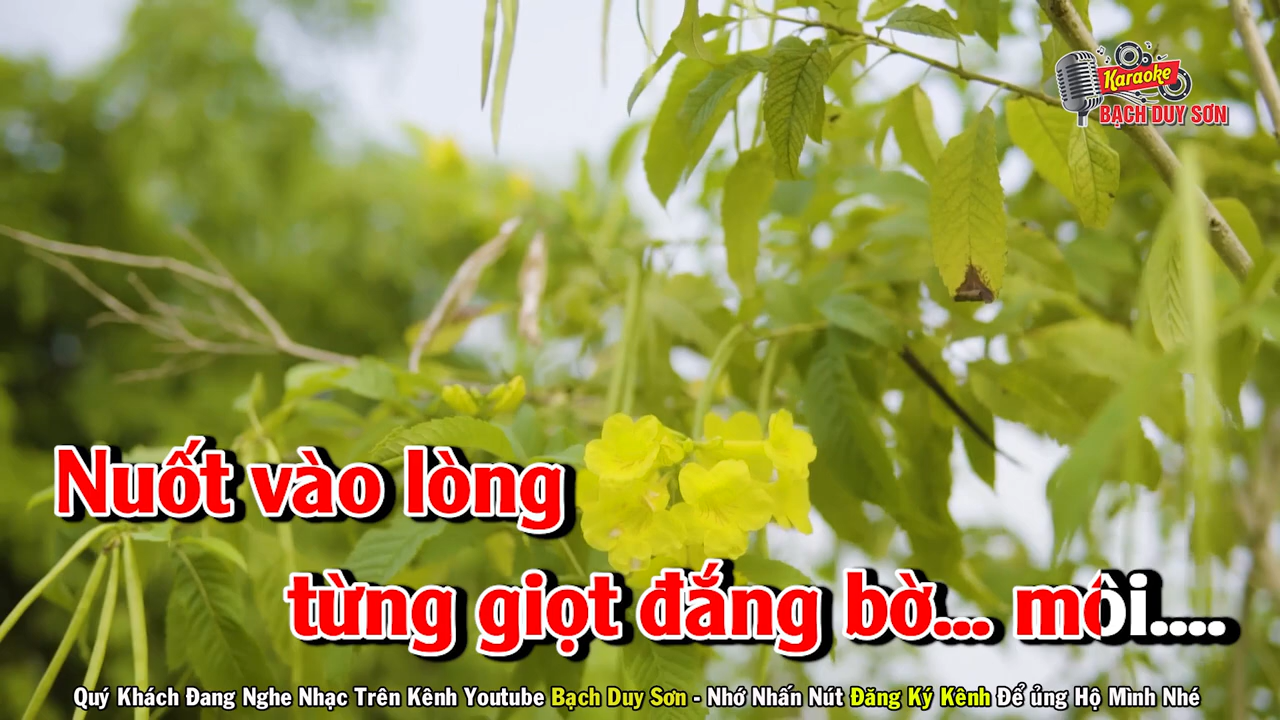 Karaoke
BẠCH DUY SƠN
Nuốt vào lòng
từng giọt đắng bờ... môi....
Quý Khách Đang Nghe Nhạc Trên Kênh Youtube Bạch Duy Sơn - Nhớ Nhấn Nút Đăng Ký Kênh Để ủng Hộ Mình Nhé